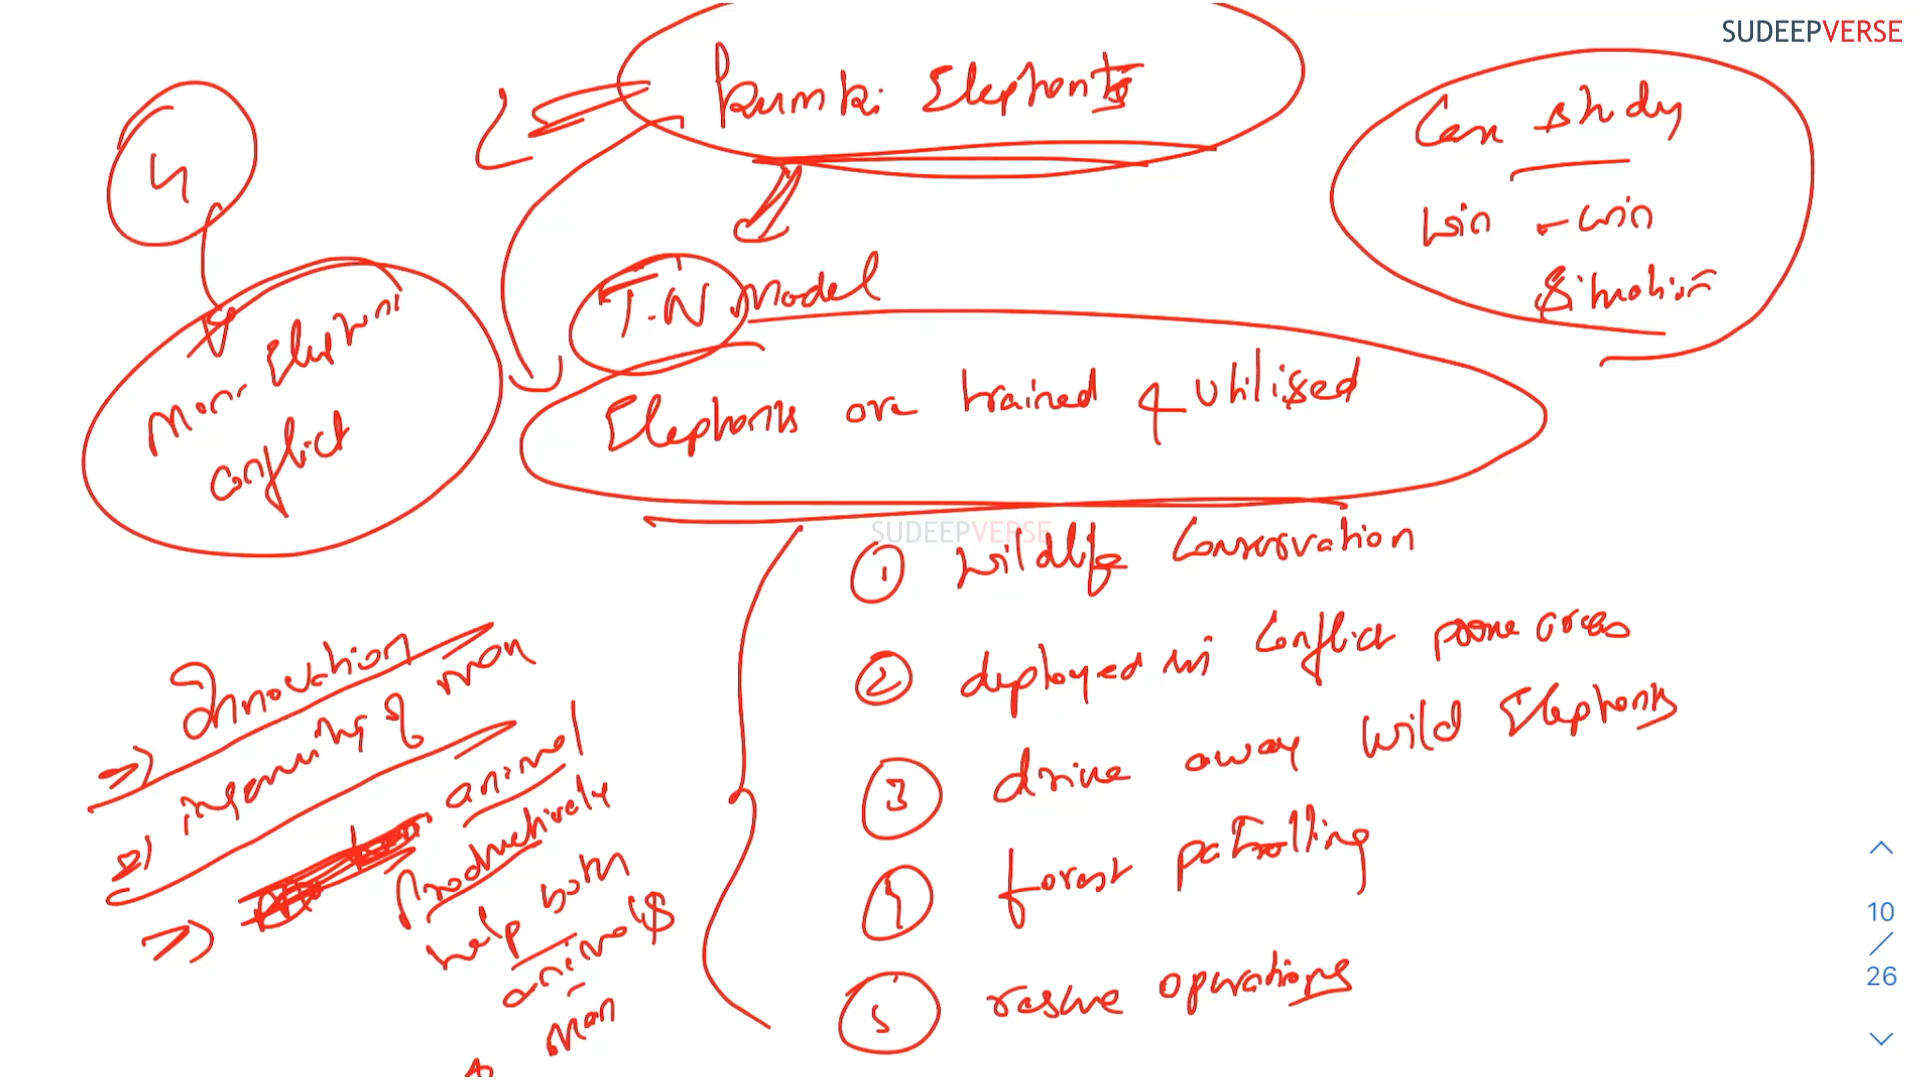 SUDEEPVERSE
Kumki Elephants
Case study
Win - win
Situation
4
T.N Model
Man-Elephant
Conflict
Elephants are trained & utilised
SUDEEPVERSE
1 Wildlife Conservation
2 deployed in Conflict prone areas
3 drive away Wild Elephants
4 forest patrolling
5 rescue operations
=> Innovation
=> ingenuity of man
=> animal
Productively
help both
animals
man
10
/
26